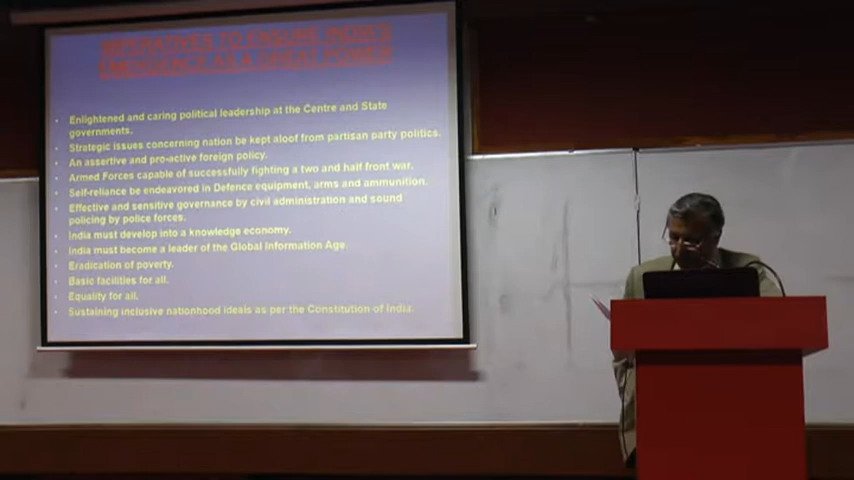 IMPERATIVES TO ENSURE INDIA'S
EMERGENCE AS A GREAT POWER
• Enlightened and caring political leadership at the Centre and State
governments.
• Strategic issues concerning nation be kept aloof from partisan party politics.
• An assertive and pro-active foreign policy.
• Armed Forces capable of successfully fighting a two and half front war.
• Self-reliance be endeavored in Defence equipment, arms and ammunition.
• Effective and sensitive governance by civil administration and sound
policing by police forces.
• India must develop into a knowledge economy.
• India must become a leader of the Global Information Age.
• Eradication of poverty.
• Basic facilities for all.
• Equality for all.
• Sustaining inclusive nationhood ideals as per the Constitution of India.